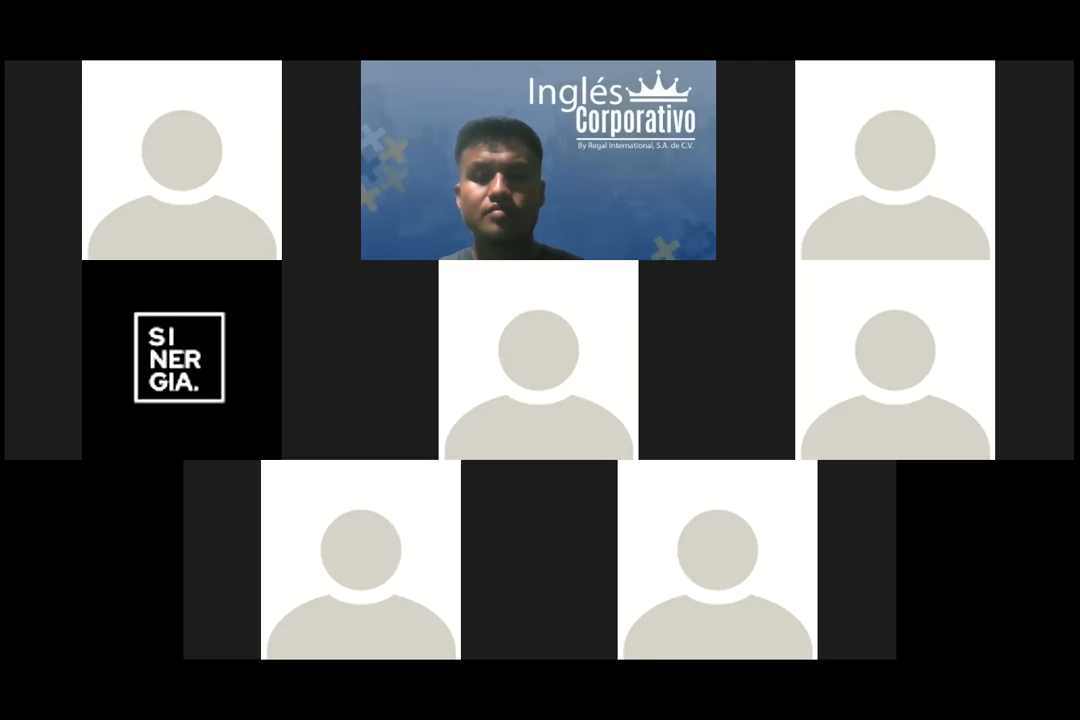 Inglés
Corporativo
By Regal International, S.A. de C.V.
SI
NER
GIA.